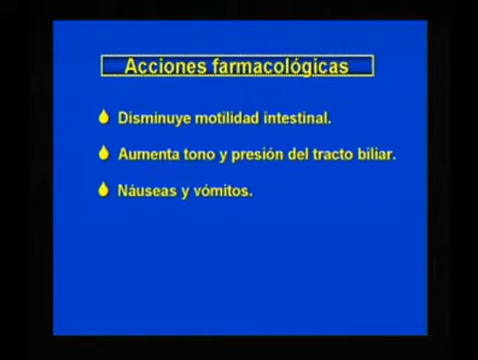 Acciones farmacológicas
Disminuye motilidad intestinal.
Aumenta tono y presión del tracto biliar.
Náuseas y vómitos.